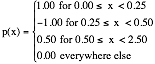 1.00 for 0.00 ≤ x < 0.25
−1.00 for 0.25 ≤ x < 0.50
p(x) =
0.50 for 0.50 ≤ x < 2.50
0.00 everywhere else